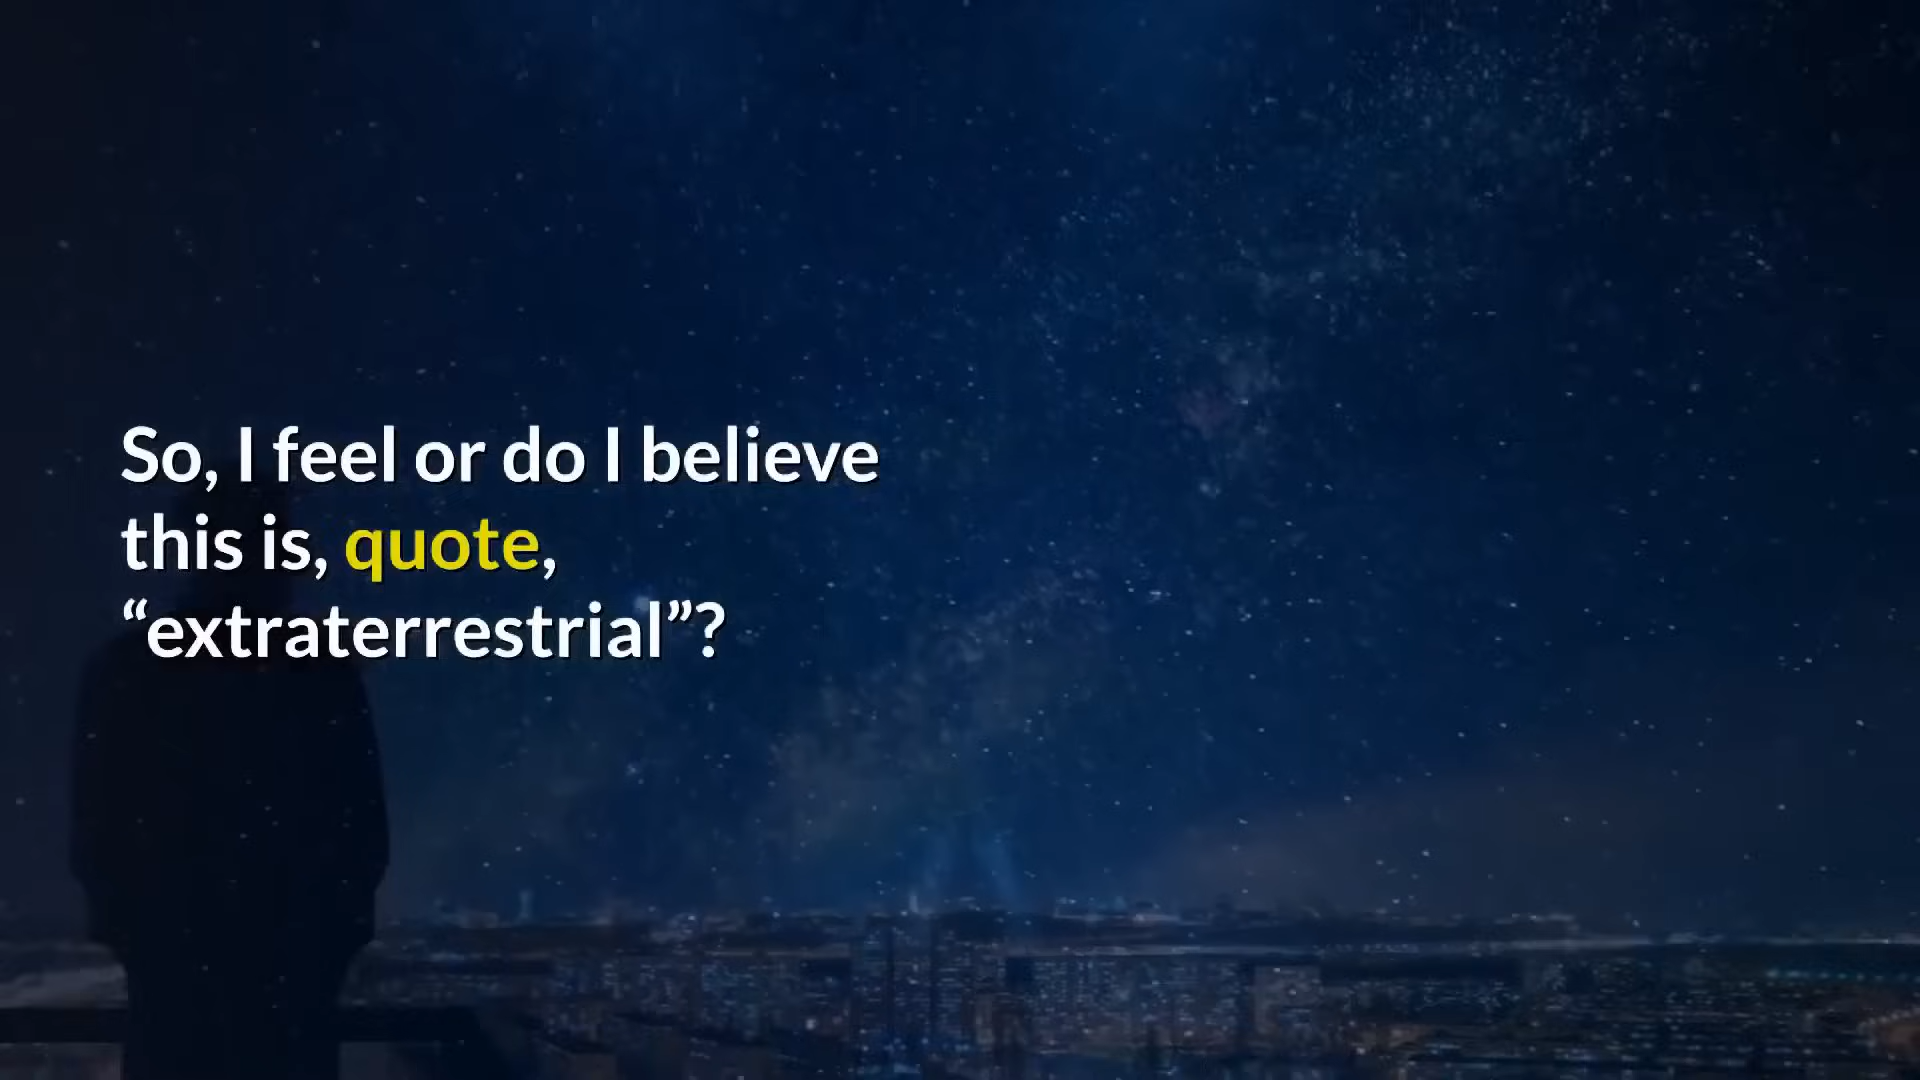 So, I feel or do I believe
this is, quote,
“extraterrestrial”?